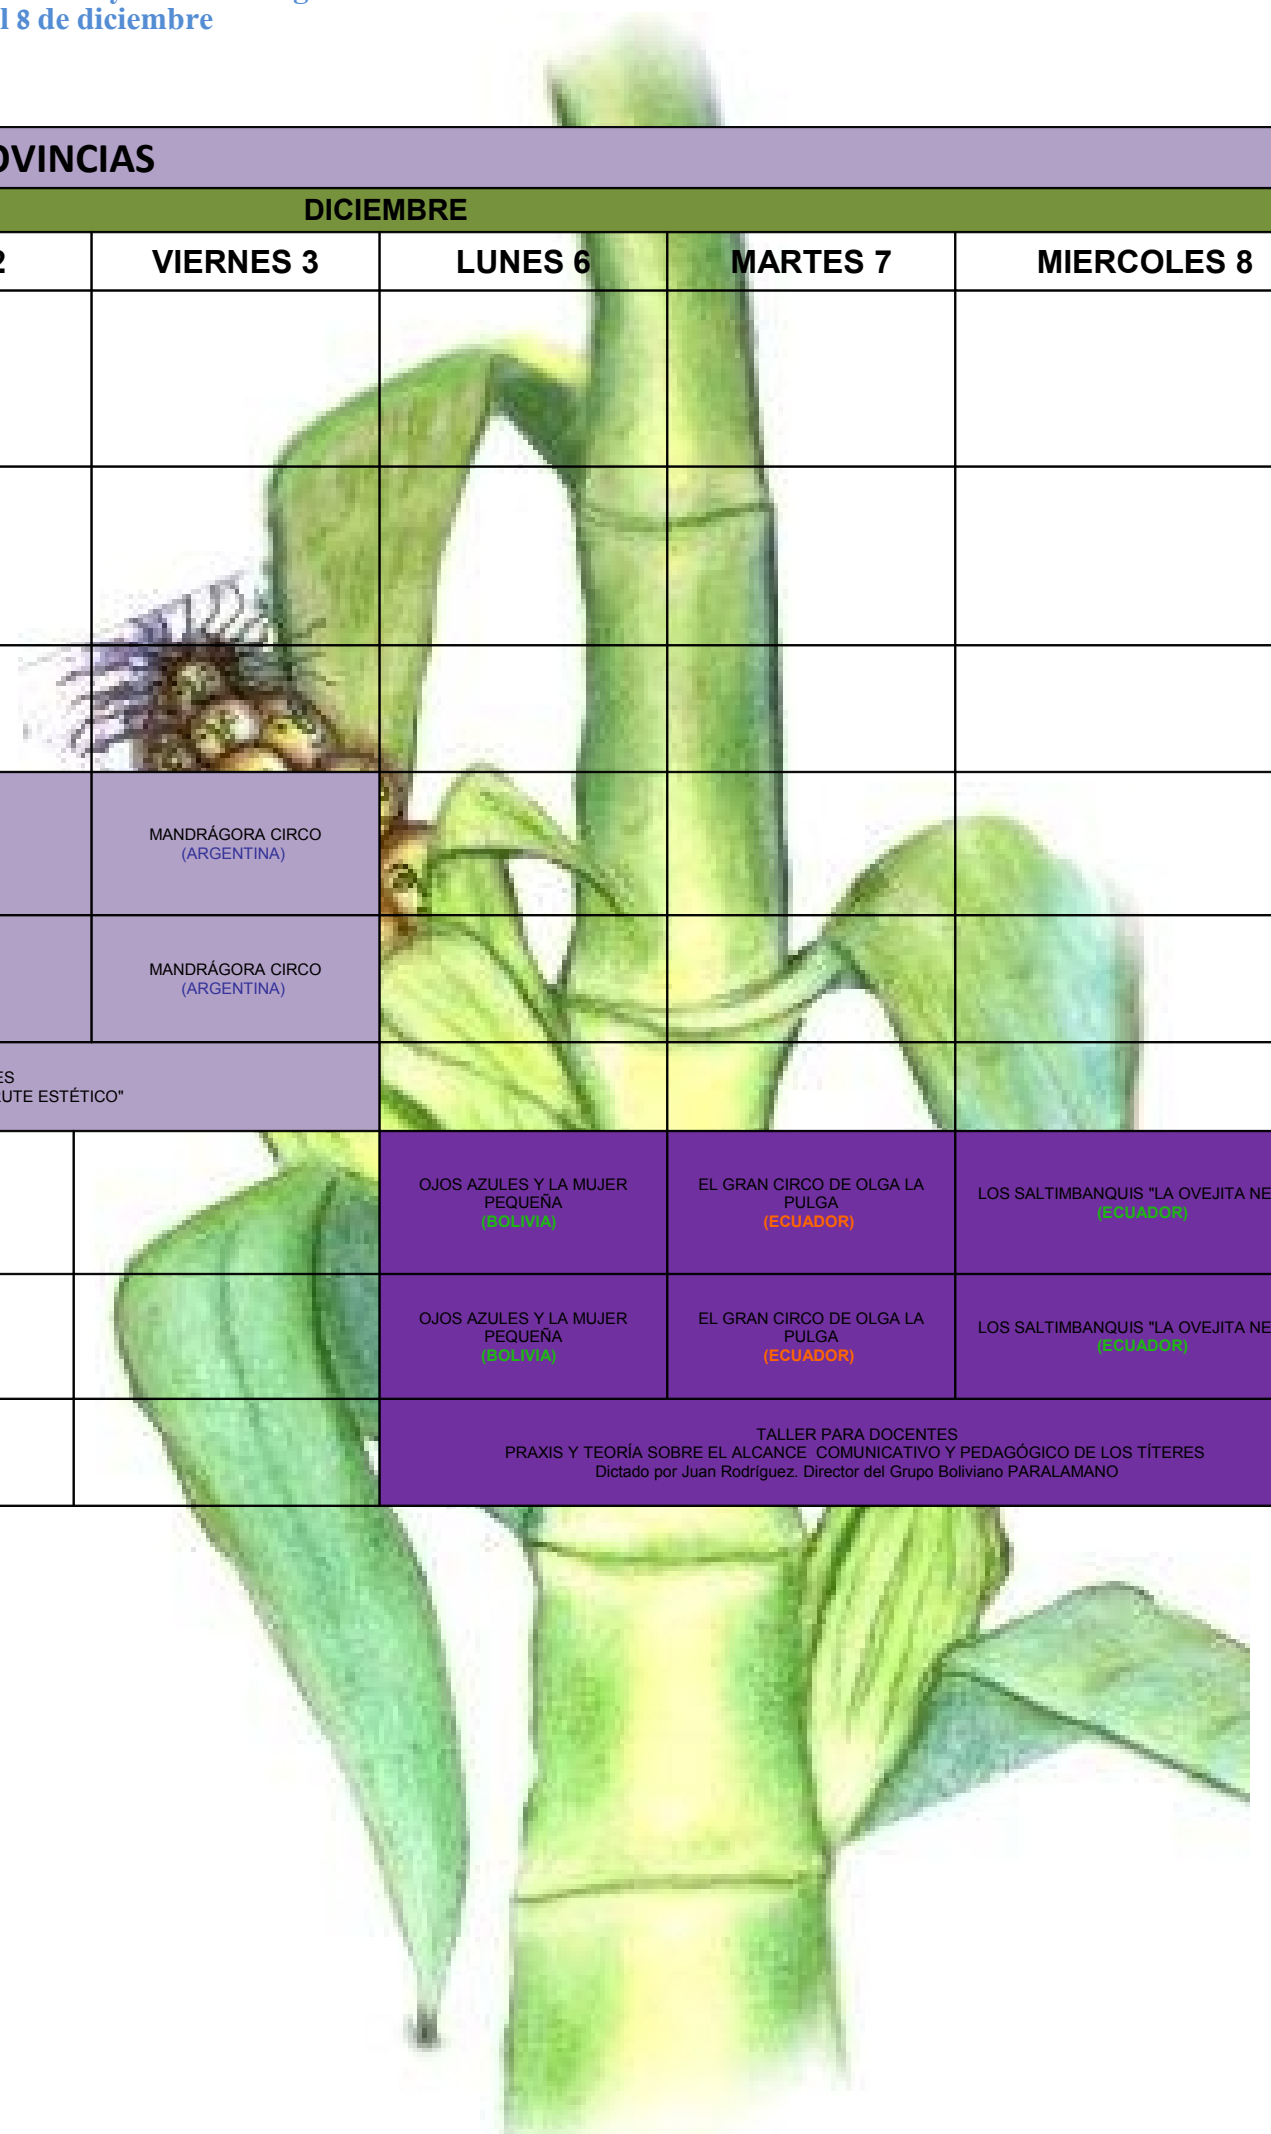 l 8 de diciembre
OVINCIAS
DICIEMBRE
2
VIERNES 3
LUNES 6
MARTES 7
MIERCOLES 8
MANDRÁGORA CIRCO
(ARGENTINA)
MANDRÁGORA CIRCO
(ARGENTINA)
ES
RUTE ESTÉTICO"
OJOS AZULES Y LA MUJER
PEQUEÑA
(BOLIVIA)
EL GRAN CIRCO DE OLGA LA
PULGA
(ECUADOR)
LOS SALTIMBANQUIS "LA OVEJITA NE
(ECUADOR)
OJOS AZULES Y LA MUJER
PEQUEÑA
(BOLIVIA)
EL GRAN CIRCO DE OLGA LA
PULGA
(ECUADOR)
LOS SALTIMBANQUIS "LA OVEJITA NE
(ECUADOR)
TALLER PARA DOCENTES
PRAXIS Y TEORÍA SOBRE EL ALCANCE COMUNICATIVO Y PEDAGÓGICO DE LOS TÍTERES
Dictado por Juan Rodríguez. Director del Grupo Boliviano PARALAMANO